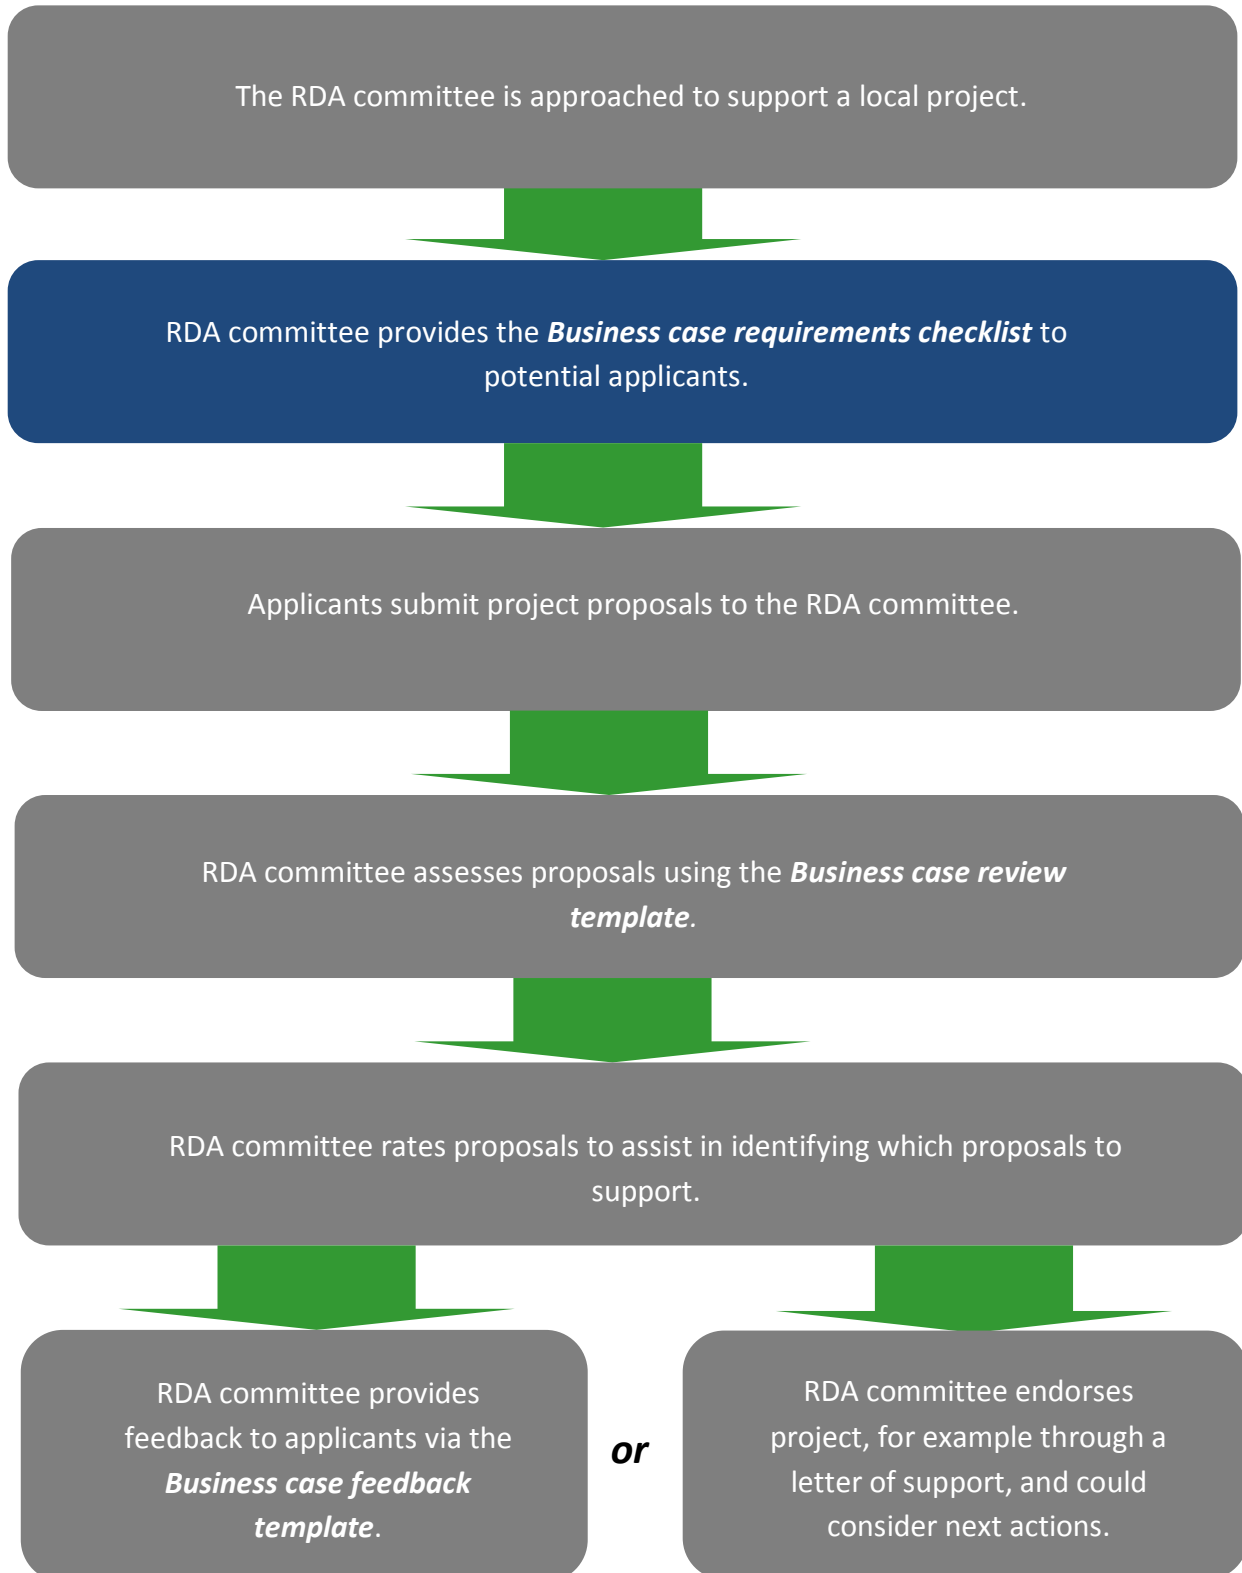 The RDA committee is approached to support a local project.
RDA committee provides the Business case requirements checklist to
potential applicants.
Applicants submit project proposals to the RDA committee.
RDA committee assesses proposals using the Business case review
template.
RDA committee rates proposals to assist in identifying which proposals to
support.
RDA committee provides
feedback to applicants via the
Business case feedback
template.
or
RDA committee endorses
project, for example through a
letter of support, and could
consider next actions.